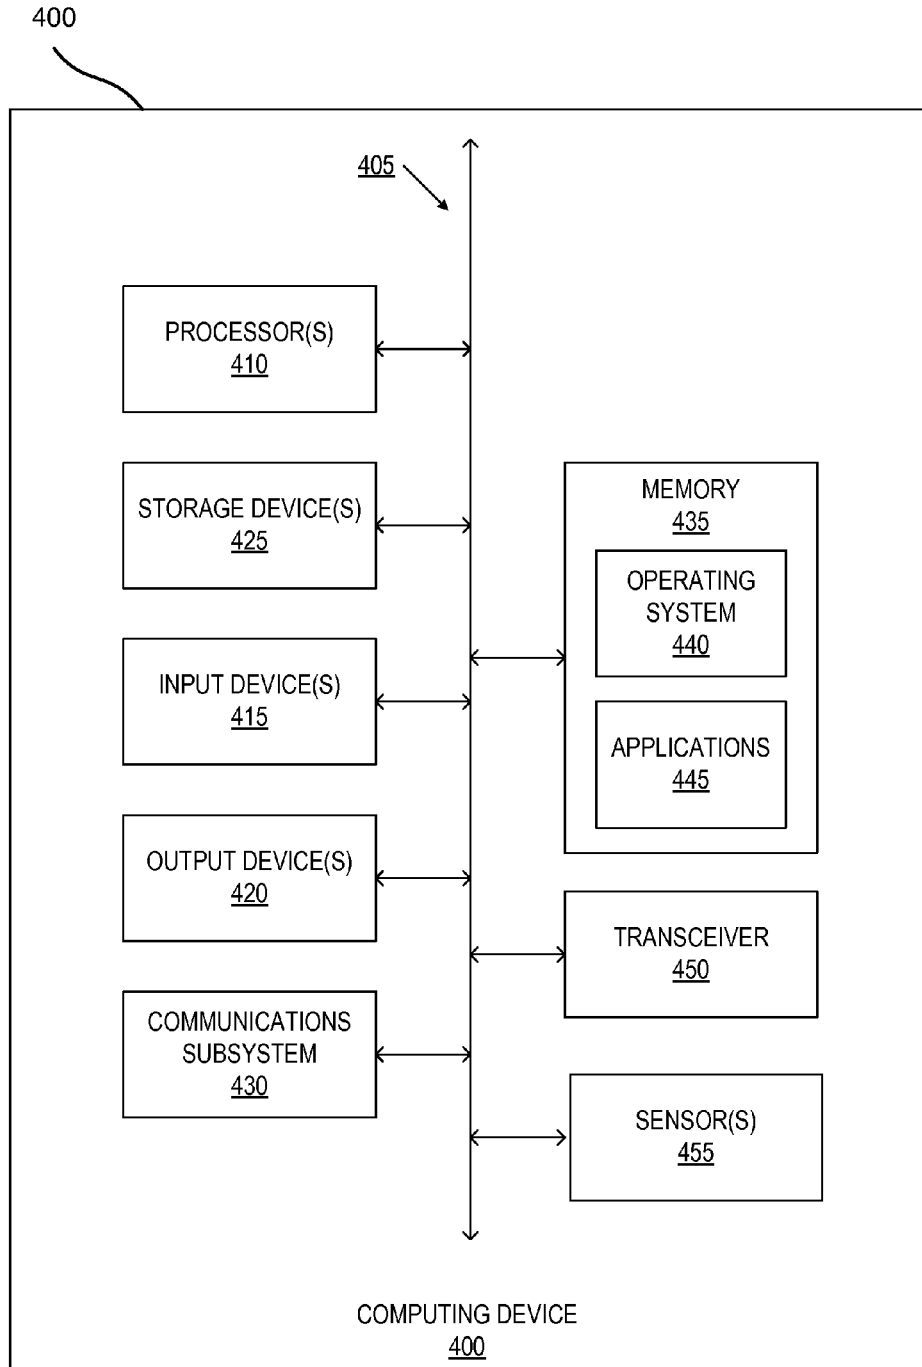 400
405
PROCESSOR(S)
410
STORAGE DEVICE(S)
425
INPUT DEVICE(S)
415
OUTPUT DEVICE(S)
420
COMMUNICATIONS
SUBSYSTEM
430
MEMORY
435
OPERATING
SYSTEM
440
APPLICATIONS
445
TRANSCEIVER
450
SENSOR(S)
455
COMPUTING DEVICE
400